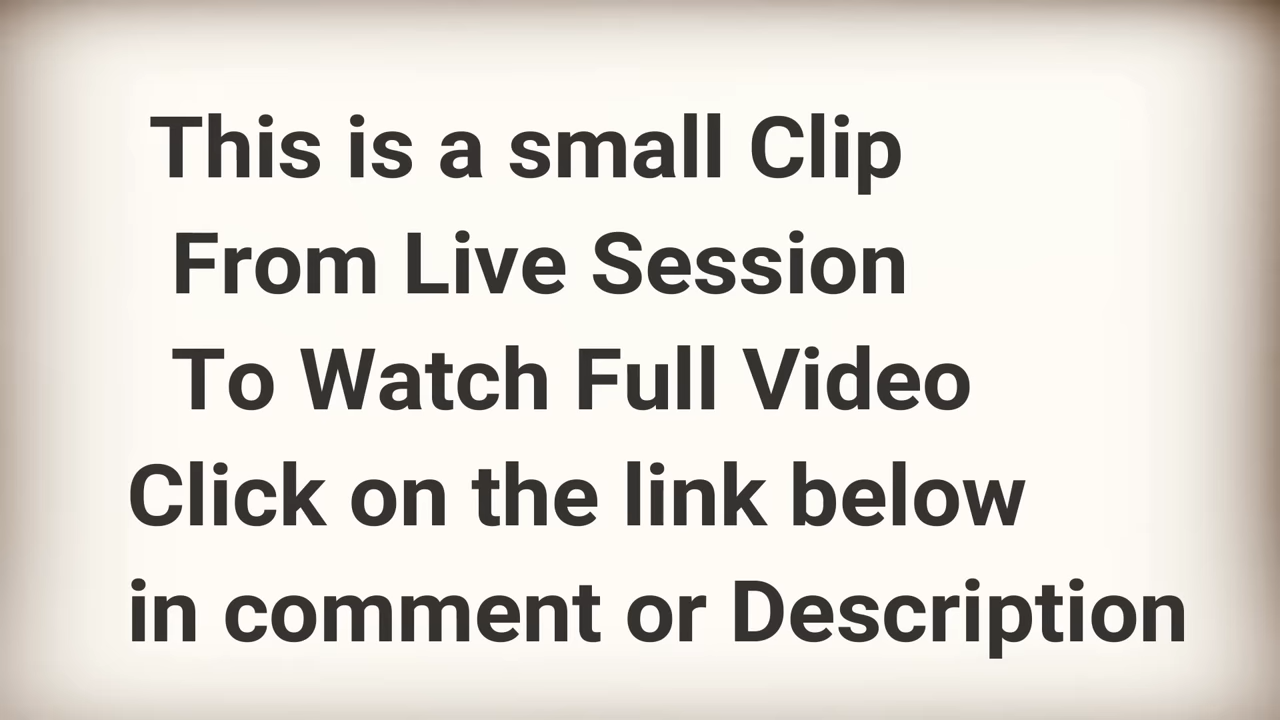 This is a small Clip
From Live Session
To Watch Full Video
Click on the link below
in comment or Description